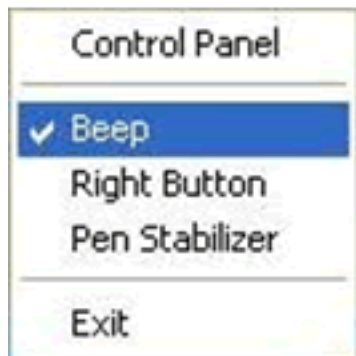 Control Panel
Beep
Right Button
Pen Stabilizer
Exit